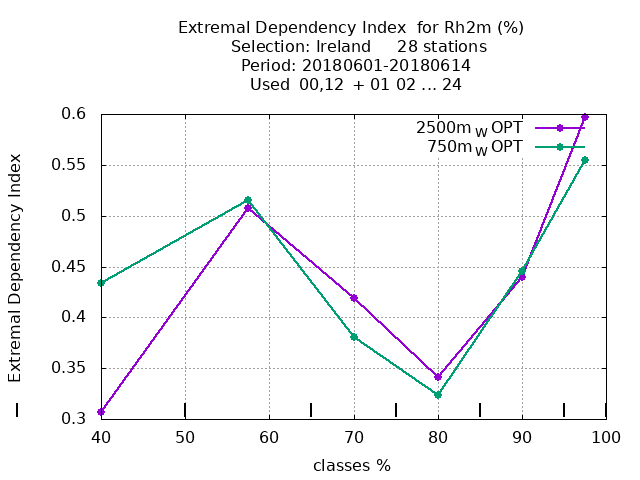 Extremal Dependency Index  for Rh2m (%)
Selection: Ireland     28 stations
Period: 20180601-20180614
Used  00,12  + 01 02 ... 24
2500m W OPT
750m W OPT
Extremal Dependency Index
0.6
0.55
0.5
0.45
0.4
0.35
0.3
40 50 60 70 80 90 100
classes %